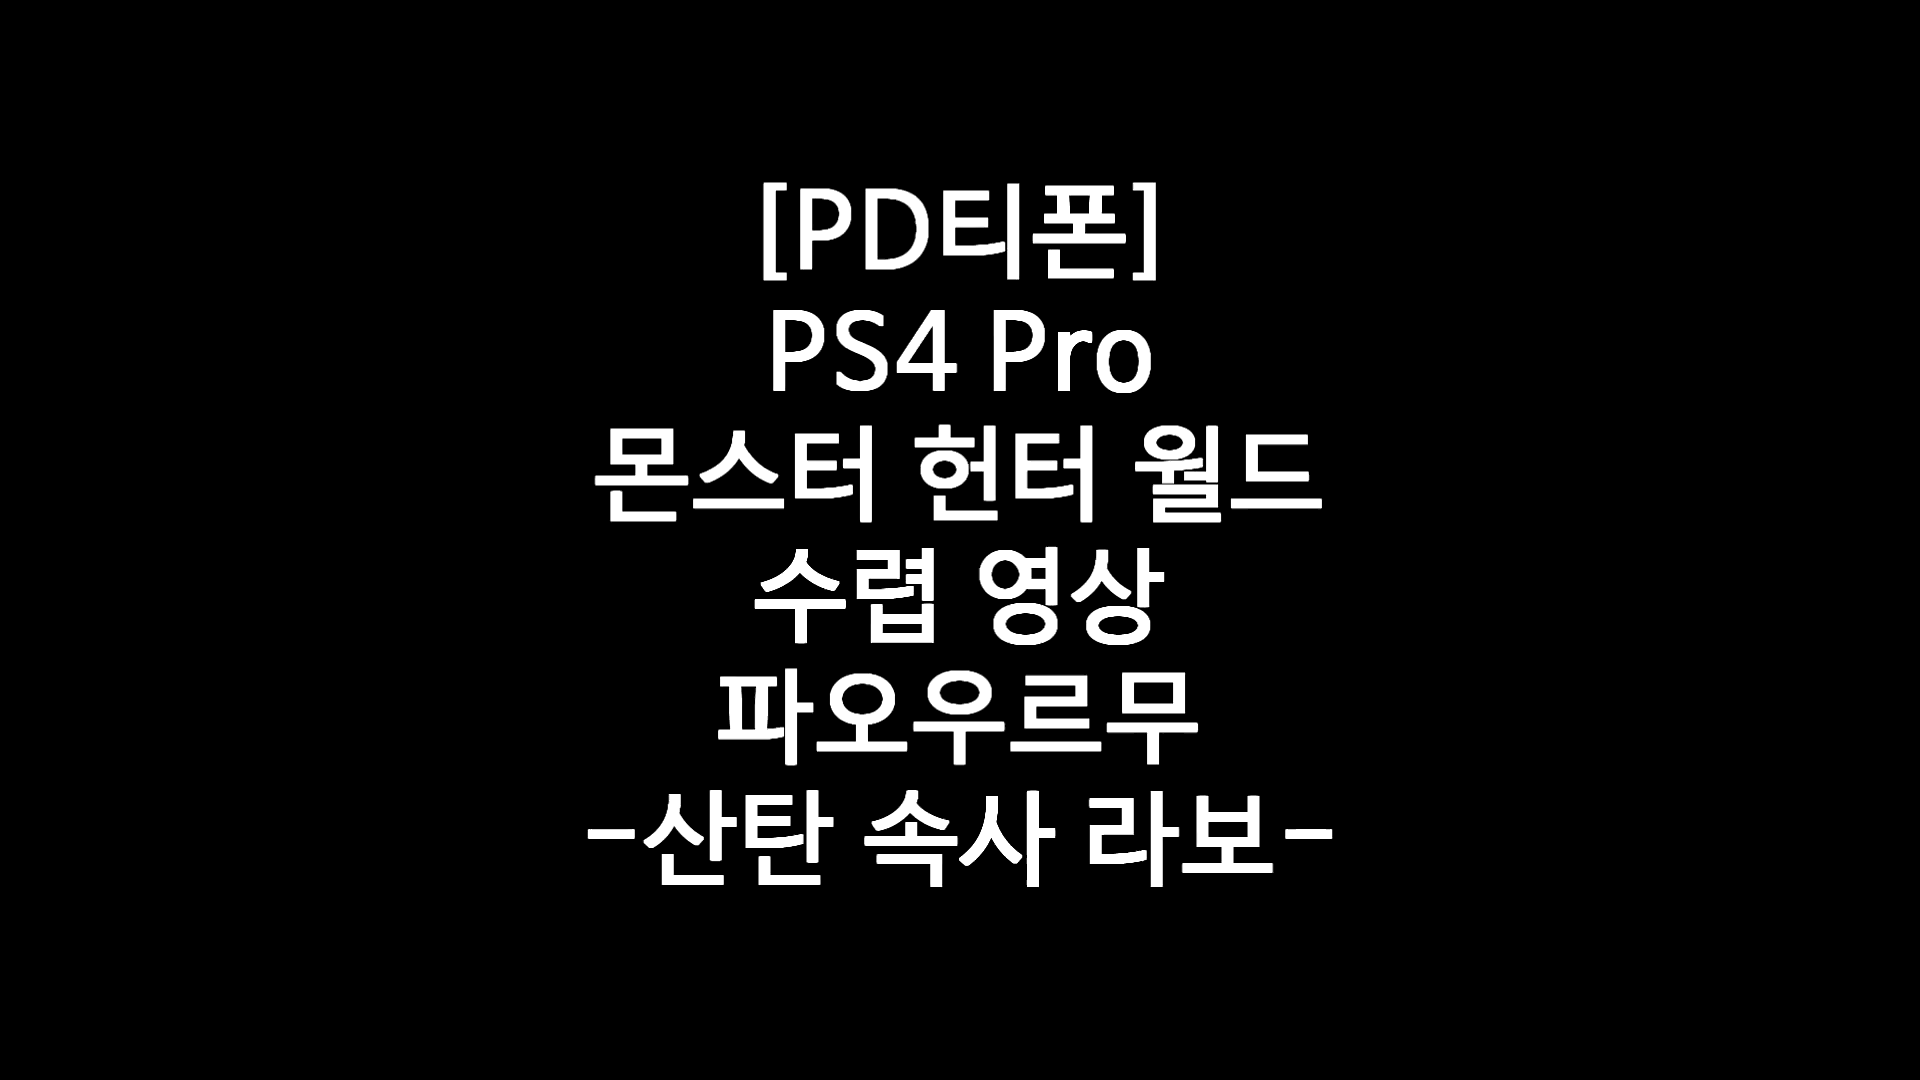 [PD티폰]
PS4 Pro
몬스터 헌터 월드
수렵 영상
파오우르무
-산탄 속사 라보-